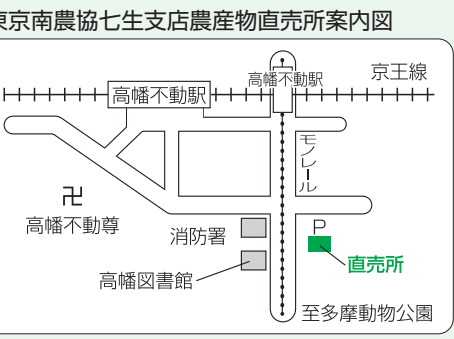 東京南農協七生支店農産物直売所案内図
高幡不動駅
京王線
高幡不動駅
モノレール
卍
高幡不動尊
消防署
P
直売所
高幡図書館
至多摩動物公園